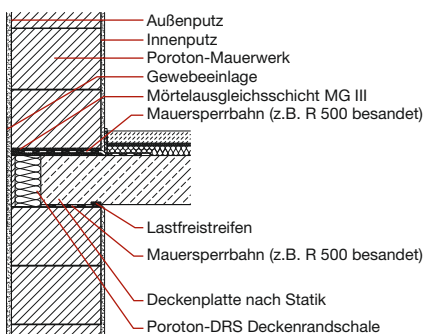 Außenputz
Innenputz
Poroton-Mauerwerk
Gewebeeinlage
Mörtelausgleichsschicht MG III
Mauersperrbahn (z.B. R 500 besandet)
Lastfreistreifen
Mauersperrbahn (z.B. R 500 besandet)
Deckenplatte nach Statik
Poroton-DRS Deckenrandschale